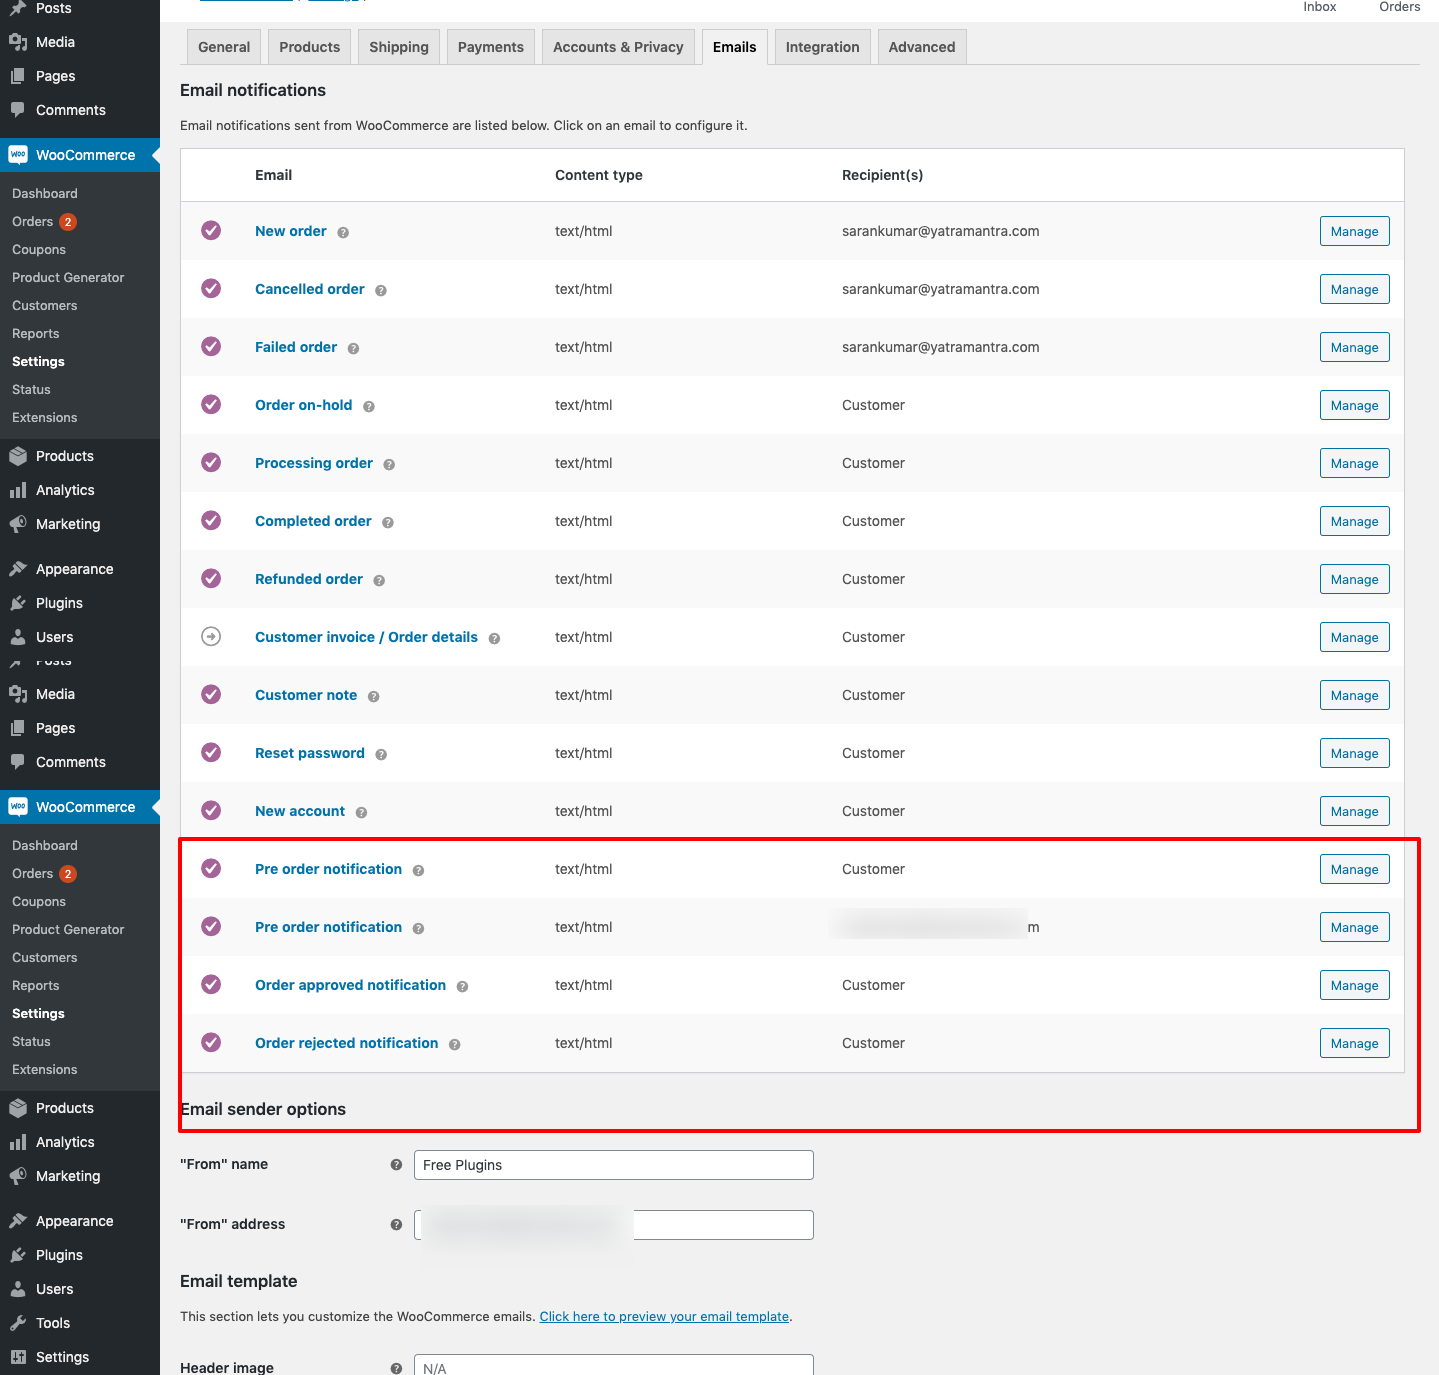 Posts
Media
Pages
Comments
WooCommerce
Dashboard
Orders 2
Coupons
Product Generator
Customers
Reports
Settings
Status
Extensions
Products
Analytics
Marketing
Appearance
Plugins
Users
Posts
Media
Pages
Comments
WooCommerce
Dashboard
Orders 2
Coupons
Product Generator
Customers
Reports
Settings
Status
Extensions
Products
Analytics
Marketing
Appearance
Plugins
Users
Tools
Settings
Inbox Orders
General Products Shipping Payments Accounts & Privacy Emails Integration Advanced
Email notifications
Email notifications sent from WooCommerce are listed below. Click on an email to configure it.
Email Content type Recipient(s)
New order text/html sarankumar@yatramantra.com Manage
Cancelled order text/html sarankumar@yatramantra.com Manage
Failed order text/html sarankumar@yatramantra.com Manage
Order on-hold text/html Customer Manage
Processing order text/html Customer Manage
Completed order text/html Customer Manage
Refunded order text/html Customer Manage
Customer invoice / Order details text/html Customer Manage
Customer note text/html Customer Manage
Reset password text/html Customer Manage
New account text/html Customer Manage
Pre order notification text/html Customer Manage
Pre order notification text/html m Manage
Order approved notification text/html Customer Manage
Order rejected notification text/html Customer Manage
Email sender options
"From" name Free Plugins
"From" address
Email template
This section lets you customize the WooCommerce emails. Click here to preview your email template.
Header image N/A